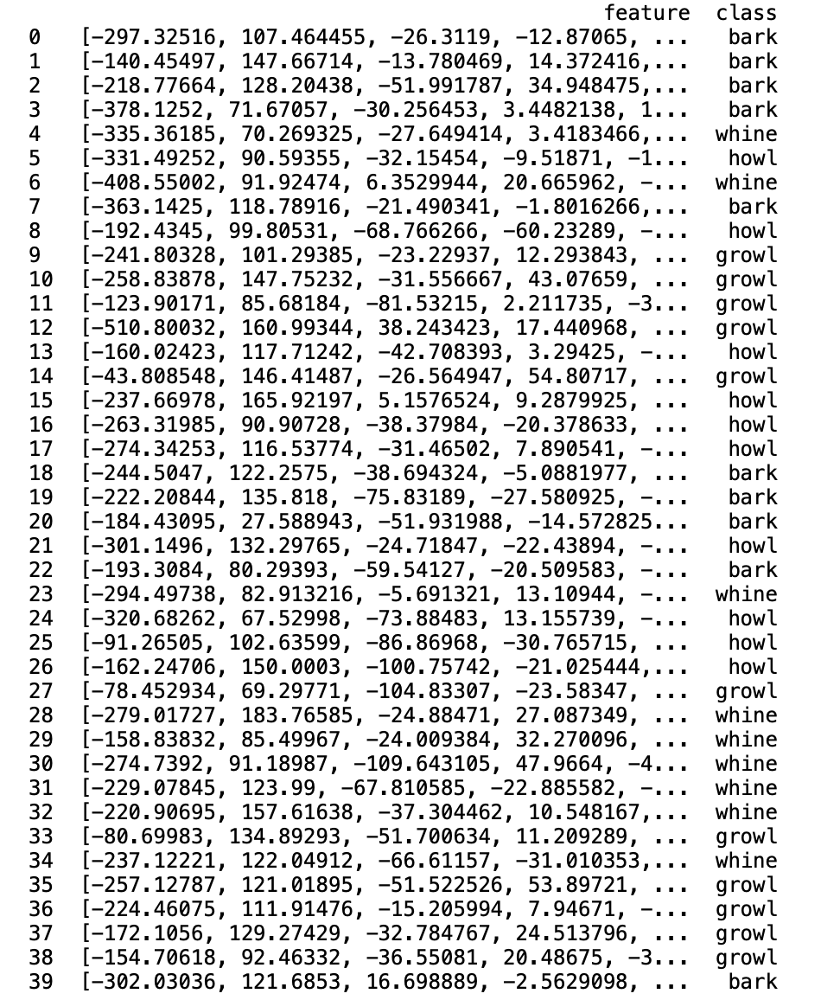 feature class
0 [-297.32516, 107.464455, -26.3119, -12.87065, ... bark
1 [-140.45497, 147.66714, -13.780469, 14.372416,... bark
2 [-218.77664, 128.20438, -51.991787, 34.948475,... bark
3 [-378.1252, 71.67057, -30.256453, 3.4482138, 1... bark
4 [-335.36185, 70.269325, -27.649414, 3.4183466,... whine
5 [-331.49252, 90.59355, -32.15454, -9.51871, -1... howl
6 [-408.55002, 91.92474, 6.3529944, 20.665962, -... whine
7 [-363.1425, 118.78916, -21.490341, -1.8016266,... bark
8 [-192.4345, 99.80531, -68.766266, -60.23289, -... howl
9 [-241.80328, 101.29385, -23.22937, 12.293843, ... growl
10 [-258.83878, 147.75232, -31.556667, 43.07659, ... growl
11 [-123.90171, 85.68184, -81.53215, 2.211735, -3... growl
12 [-510.80032, 160.99344, 38.243423, 17.440968, ... growl
13 [-160.02423, 117.71242, -42.708393, 3.29425, -... howl
14 [-43.808548, 146.41487, -26.564947, 54.80717, ... growl
15 [-237.66978, 165.92197, 5.1576524, 9.2879925, ... howl
16 [-263.31985, 90.90728, -38.37984, -20.378633, ... howl
17 [-274.34253, 116.53774, -31.46502, 7.890541, -... howl
18 [-244.5047, 122.2575, -38.694324, -5.0881977, ... bark
19 [-222.20844, 135.818, -75.83189, -27.580925, -... bark
20 [-184.43095, 27.588943, -51.931988, -14.572825... bark
21 [-301.1496, 132.29765, -24.71847, -22.43894, -... howl
22 [-193.3084, 80.29393, -59.54127, -20.509583, -... bark
23 [-294.49738, 82.913216, -5.691321, 13.10944, -... whine
24 [-320.68262, 67.52998, -73.88483, 13.155739, -... howl
25 [-91.26505, 102.63599, -86.86968, -30.765715, ... howl
26 [-162.24706, 150.0003, -100.75742, -21.025444,... howl
27 [-78.452934, 69.29771, -104.83307, -23.58347, ... growl
28 [-279.01727, 183.76585, -24.88471, 27.087349, ... whine
29 [-158.83832, 85.49967, -24.009384, 32.270096, ... whine
30 [-274.7392, 91.18987, -109.643105, 47.9664, -4... whine
31 [-229.07845, 123.99, -67.810585, -22.885582, -... whine
32 [-220.90695, 157.61638, -37.304462, 10.548167,... whine
33 [-80.69983, 134.89293, -51.700634, 11.209289, ... growl
34 [-237.12221, 122.04912, -66.61157, -31.010353,... whine
35 [-257.12787, 121.01895, -51.522526, 53.89721, ... growl
36 [-224.46075, 111.91476, -15.205994, 7.94671, -... growl
37 [-172.1056, 129.27429, -32.784767, 24.513796, ... growl
38 [-154.70618, 92.46332, -36.55081, 20.48675, -3... growl
39 [-302.03036, 121.6853, 16.698889, -2.5629098, ... bark